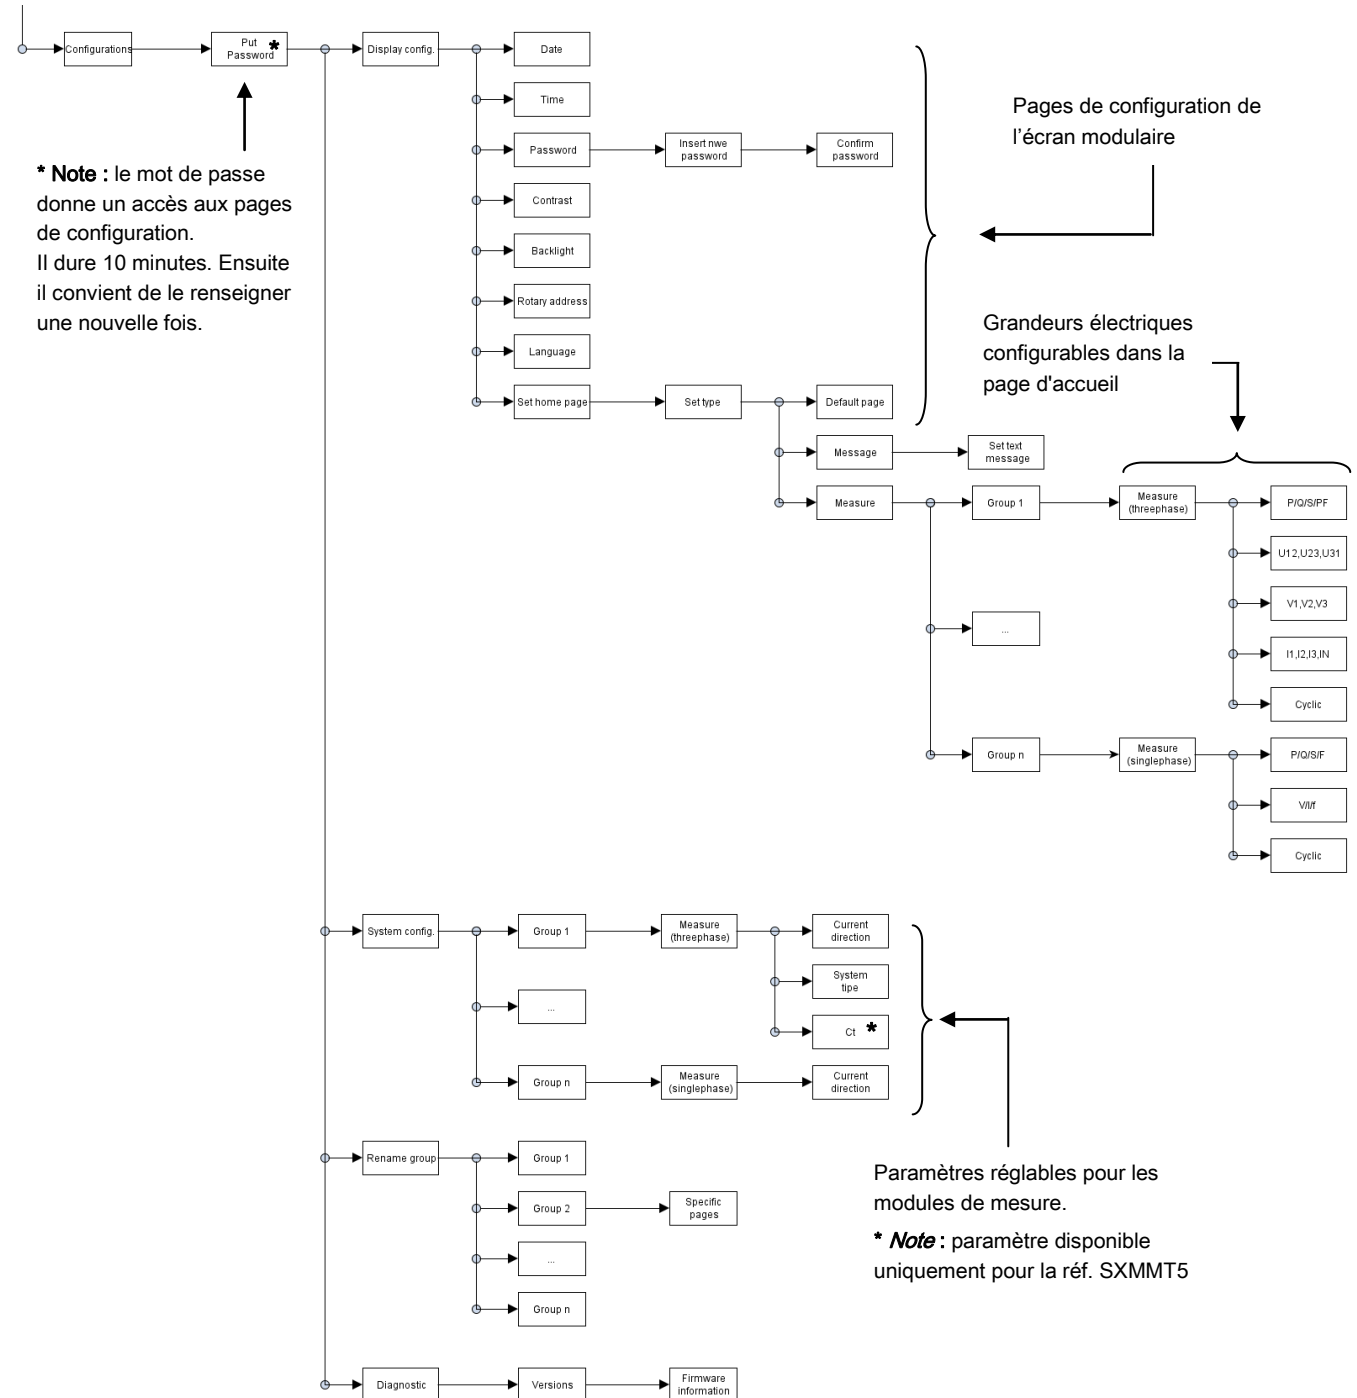 Configurations
Put
Password *
Display config.
Date
Time
Password
Insert nwe
password
Confirm
password
Contrast
Backlight
Rotary address
Language
Set home page
Set type
Default page
Message
Set text
message
Measure
Group 1
Measure
(threephase)
P/Q/S/PF
U12,U23,U31
V1,V2,V3
I1,I2,I3,IN
Cyclic
...
Group n
Measure
(singlephase)
P/Q/S/F
V/I/f
Cyclic
* Note : le mot de passe
donne un accès aux pages
de configuration.
Il dure 10 minutes. Ensuite
il convient de le renseigner
une nouvelle fois.
Pages de configuration de
l’écran modulaire
Grandeurs électriques
configurables dans la
page d'accueil
System config.
Group 1
Measure
(threephase)
Current
direction
System
tipe
Ct *
...
Group n
Measure
(singlephase)
Current
direction
Paramètres réglables pour les
modules de mesure.
* Note : paramètre disponible
uniquement pour la réf. SXMMT5
Rename group
Group 1
Group 2
Specific
pages
...
Group n
Diagnostic
Versions
Firmware
information